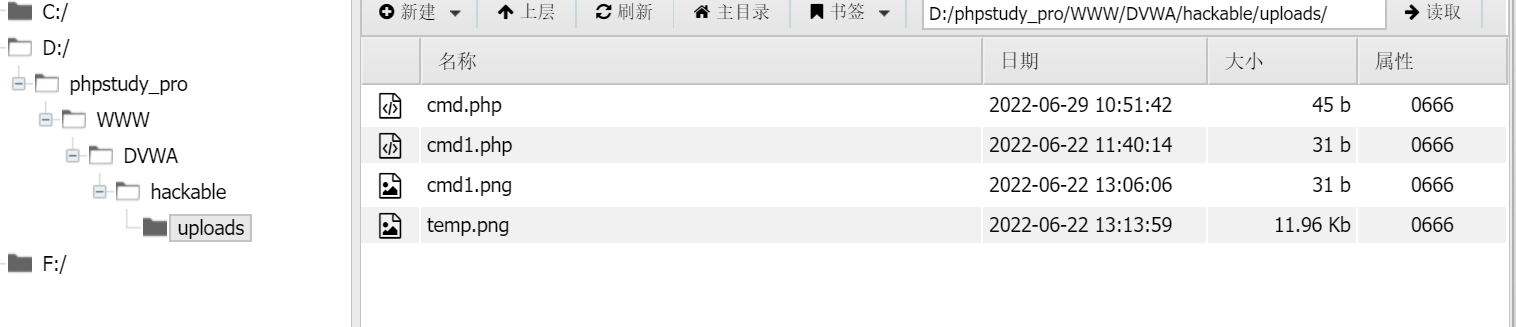 C:/
D:/
phpstudy_pro
WWW
DVWA
hackable
uploads
F:/
新建 上层 刷新 主目录 书签 D:/phpstudy_pro/WWW/DVWA/hackable/uploads/ 读取
名称 日期 大小 属性
cmd.php 2022-06-29 10:51:42 45 b 0666
cmd1.php 2022-06-22 11:40:14 31 b 0666
cmd1.png 2022-06-22 13:06:06 31 b 0666
temp.png 2022-06-22 13:13:59 11.96 Kb 0666